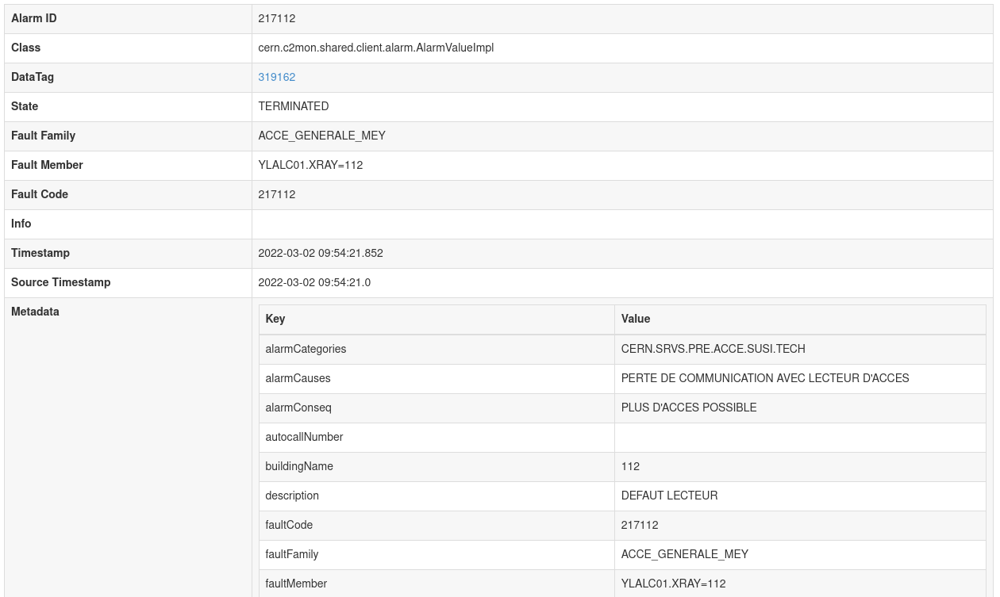 Alarm ID 217112
Class cern.c2mon.shared.client.alarm.AlarmValueImpl
DataTag 319162
State TERMINATED
Fault Family ACCE_GENERALE_MEY
Fault Member YLALC01.XRAY=112
Fault Code 217112
Info
Timestamp 2022-03-02 09:54:21.852
Source Timestamp 2022-03-02 09:54:21.0
Metadata
Key Value
alarmCategories CERN.SRVS.PRE.ACCE.SUSI.TECH
alarmCauses PERTE DE COMMUNICATION AVEC LECTEUR D'ACCES
alarmConseq PLUS D'ACCES POSSIBLE
autocallNumber
buildingName 112
description DEFAUT LECTEUR
faultCode 217112
faultFamily ACCE_GENERALE_MEY
faultMember YLALC01.XRAY=112